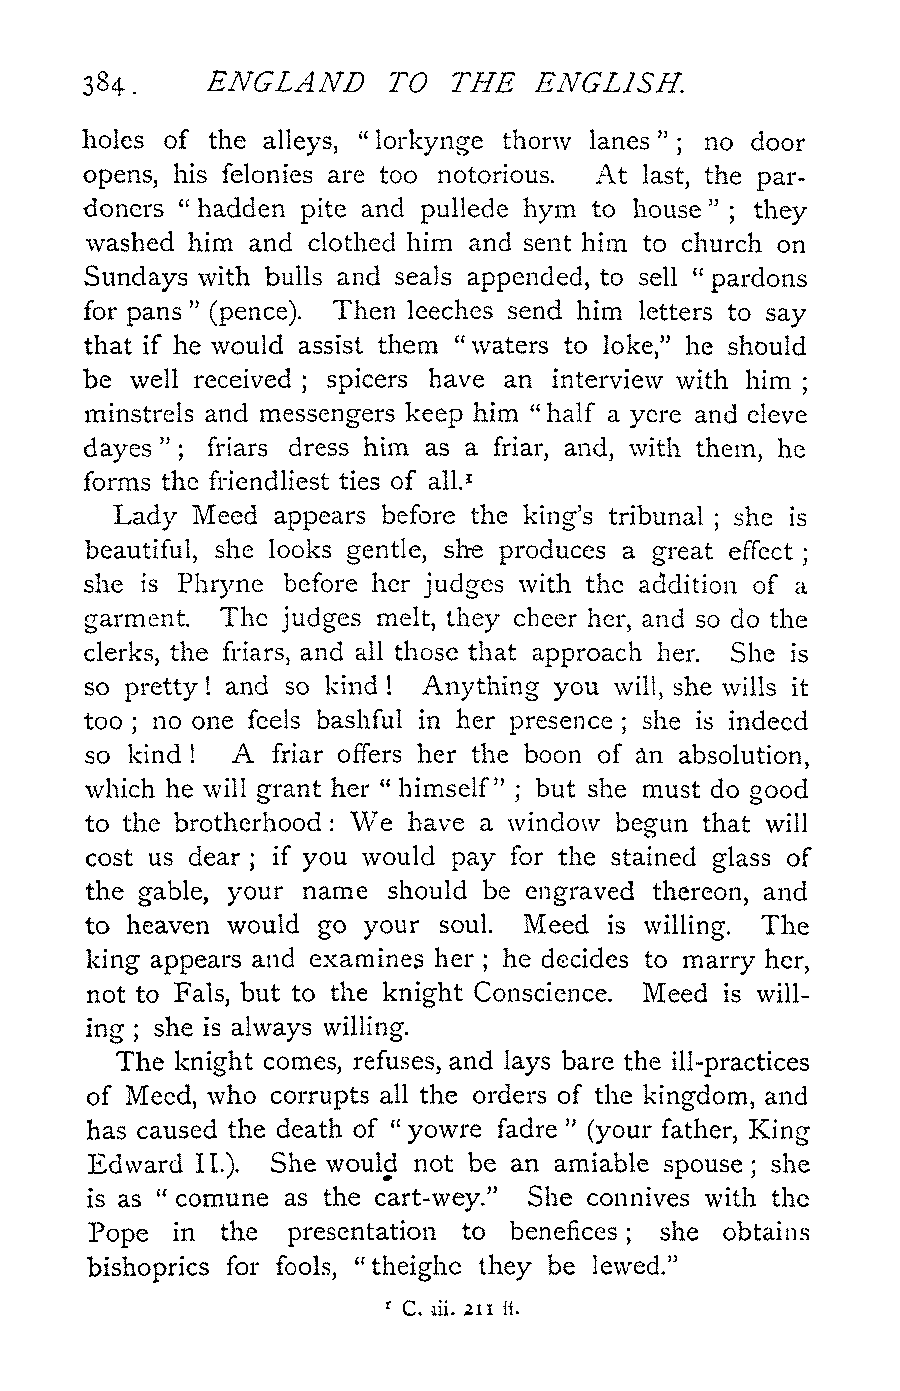 384. ENGLAND TO THE ENGLISH.
holes of the alleys, "lorkynge thorw lanes"; no door
opens, his felonies are too notorious. At last, the par-
doners "hadden pite and pullede hym to house"; they
washed him and clothed him and sent him to church on
Sundays with bulls and seals appended, to sell "pardons
for pans" (pence). Then leeches send him letters to say
that if he would assist them "waters to loke," he should
be well received; spicers have an interview with him;
minstrels and messengers keep him "half a yere and eleve
dayes"; friars dress him as a friar, and, with them, he
forms the friendliest ties of all.¹
Lady Meed appears before the king's tribunal; she is
beautiful, she looks gentle, she produces a great effect;
she is Phryne before her judges with the addition of a
garment. The judges melt, they cheer her, and so do the
clerks, the friars, and all those that approach her. She is
so pretty! and so kind! Anything you will, she wills it
too; no one feels bashful in her presence; she is indeed
so kind! A friar offers her the boon of an absolution,
which he will grant her "himself"; but she must do good
to the brotherhood: We have a window begun that will
cost us dear; if you would pay for the stained glass of
the gable, your name should be engraved thereon, and
to heaven would go your soul. Meed is willing. The
king appears and examines her; he decides to marry her,
not to Fals, but to the knight Conscience. Meed is will-
ing; she is always willing.
The knight comes, refuses, and lays bare the ill-practices
of Meed, who corrupts all the orders of the kingdom, and
has caused the death of "yowre fadre" (your father, King
Edward II.). She would not be an amiable spouse; she
is as "comune as the cart-wey." She connives with the
Pope in the presentation to benefices; she obtains
bishoprics for fools, "theighe they be lewed."
¹ C. iii. 211 ff.